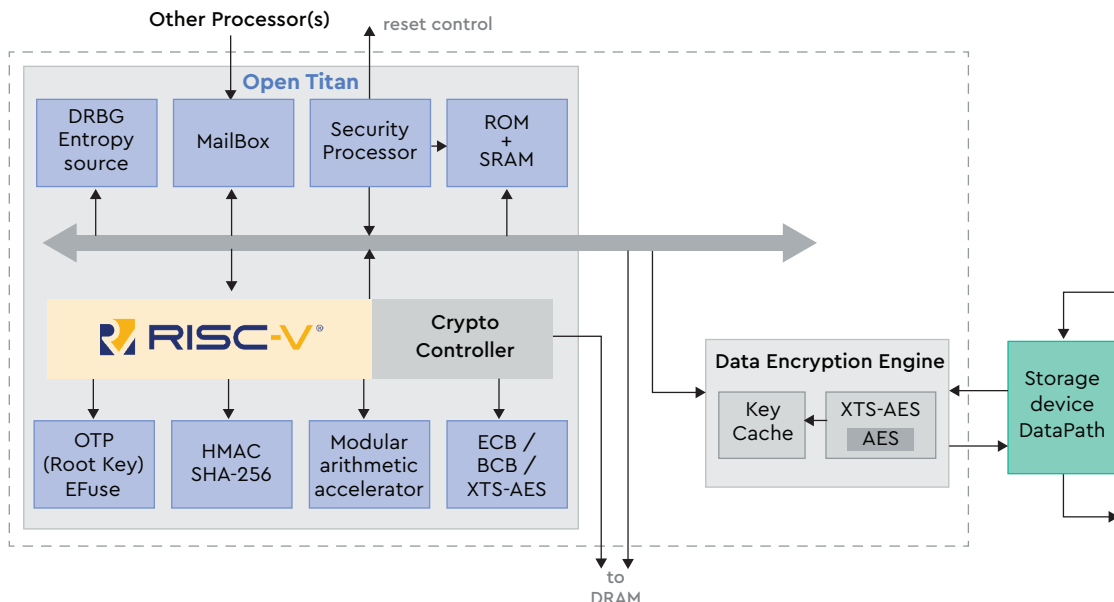 Other Processor(s)
reset control
Open Titan
DRBG
Entropy
source
MailBox
Security
Processor
ROM
+
SRAM
RISC-V®
Crypto
Controller
OTP
(Root Key)
EFuse
HMAC
SHA-256
Modular
arithmetic
accelerator
ECB /
BCB /
XTS-AES
Data Encryption Engine
Key
Cache
XTS-AES
AES
Storage
device
DataPath
to
DRAM